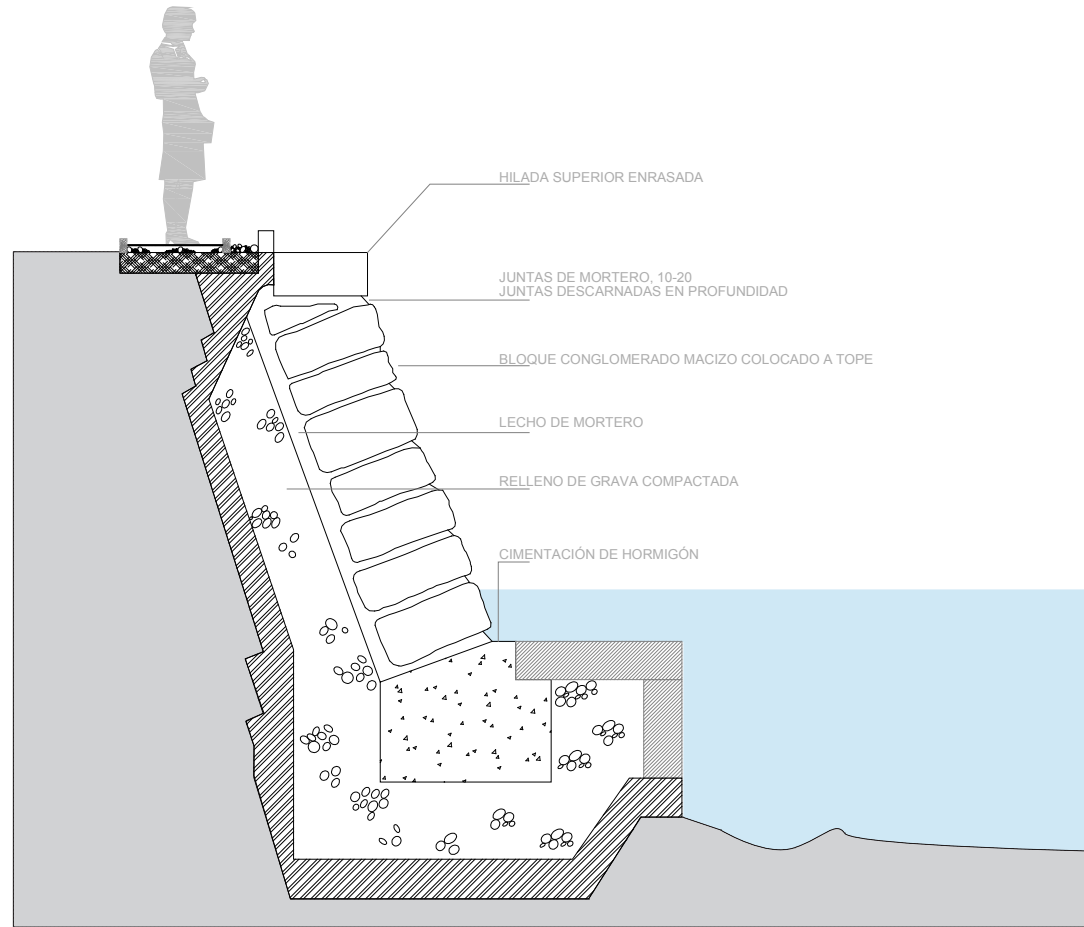 HILADA SUPERIOR ENRASADA
JUNTAS DE MORTERO, 10-20
JUNTAS DESCARNADAS EN PROFUNDIDAD
BLOQUE CONGLOMERADO MACIZO COLOCADO A TOPE
LECHO DE MORTERO
RELLENO DE GRAVA COMPACTADA
CIMENTACIÓN DE HORMIGÓN